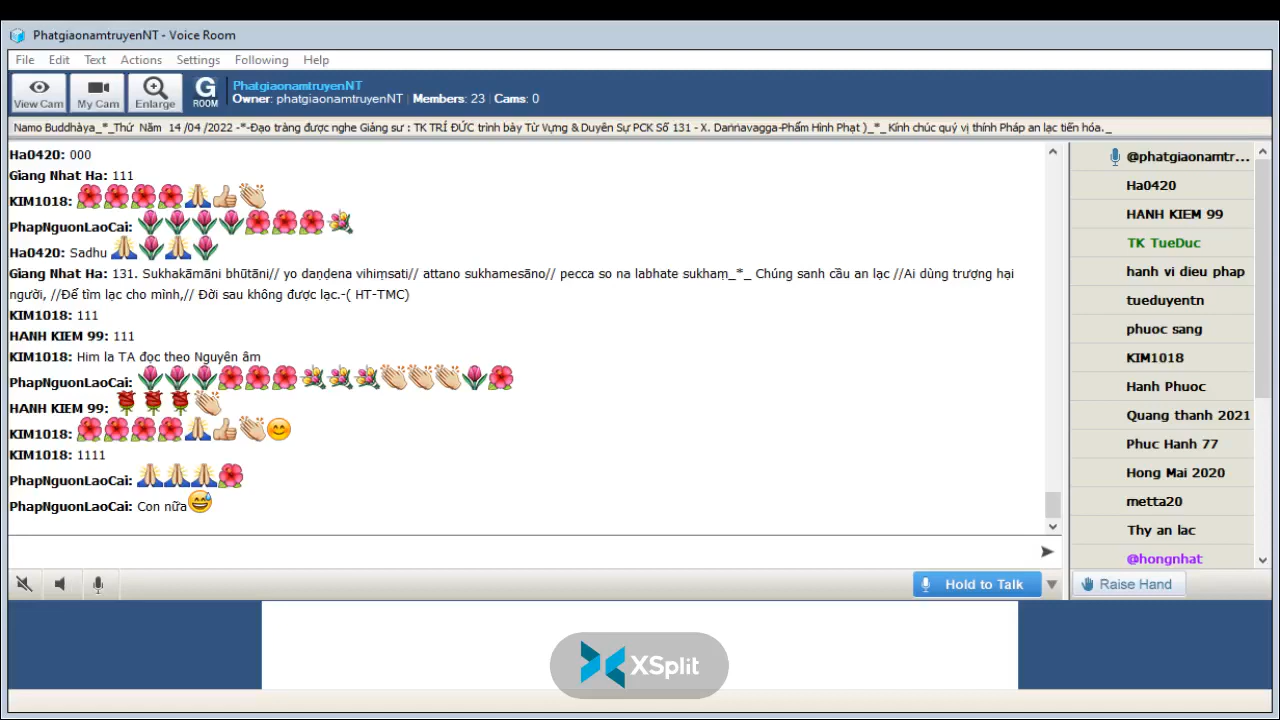 PhatgiaonamtruyenNT - Voice Room
File Edit Text Actions Settings Following Help
View Cam My Cam Enlarge G ROOM
PhatgiaonamtruyenNT
Owner: phatgiaonamtruyenNT | Members: 23 | Cams: 0
Namo Buddhàya_*_Thứ Năm 14 /04 /2022 -*-Đạo tràng được nghe Giảng sư : TK TRÍ ĐỨC trình bày Từ Vựng & Duyên Sự PCK Số 131 - X. Daṇṇavagga-Phẩm Hình Phạt )_*_ Kính chúc quý vị thính Pháp an lạc tiến hóa._
Ha0420: 000
Giang Nhat Ha: 111
KIM1018:
PhapNguonLaoCai:
Ha0420: Sadhu
Giang Nhat Ha: 131. Sukhakāmāni bhūtāni// yo daṇḍena vihiṃsati// attano sukhamesāno// pecca so na labhate sukhaṃ_*_ Chúng sanh cầu an lạc //Ai dùng trượng hại
người, //Để tìm lạc cho mình,// Đời sau không được lạc.-( HT-TMC)
KIM1018: 111
HANH KIEM 99: 111
KIM1018: Him la TA đọc theo Nguyên âm
PhapNguonLaoCai:
HANH KIEM 99:
KIM1018:
KIM1018: 1111
PhapNguonLaoCai:
PhapNguonLaoCai: Con nữa
@phatgiaonamtr...
Ha0420
HANH KIEM 99
TK TueDuc
hanh vi dieu phap
tueduyentn
phuoc sang
KIM1018
Hanh Phuoc
Quang thanh 2021
Phuc Hanh 77
Hong Mai 2020
metta20
Thy an lac
@hongnhat
Hold to Talk
Raise Hand
XSplit